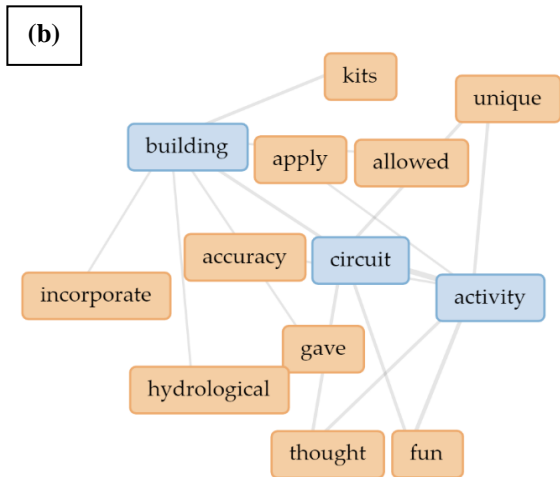 (b)
kits
unique
building
apply
allowed
accuracy
circuit
activity
incorporate
gave
hydrological
thought
fun